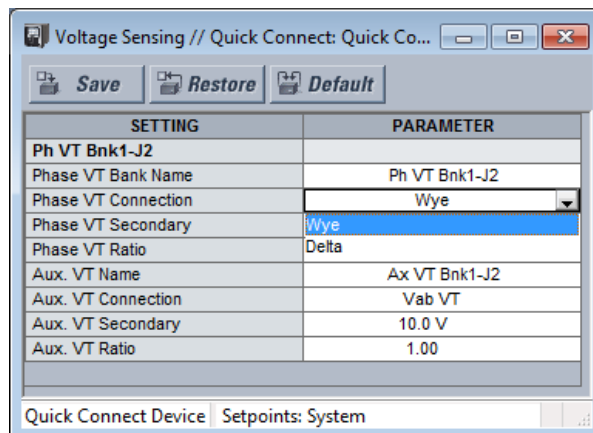 Voltage Sensing // Quick Connect: Quick Co...
Save Restore Default
SETTING PARAMETER
Ph VT Bnk1-J2
Phase VT Bank Name Ph VT Bnk1-J2
Phase VT Connection Wye
Phase VT Secondary Wye
Phase VT Ratio Delta
Aux. VT Name Ax VT Bnk1-J2
Aux. VT Connection Vab VT
Aux. VT Secondary 10.0 V
Aux. VT Ratio 1.00
Quick Connect Device Setpoints: System